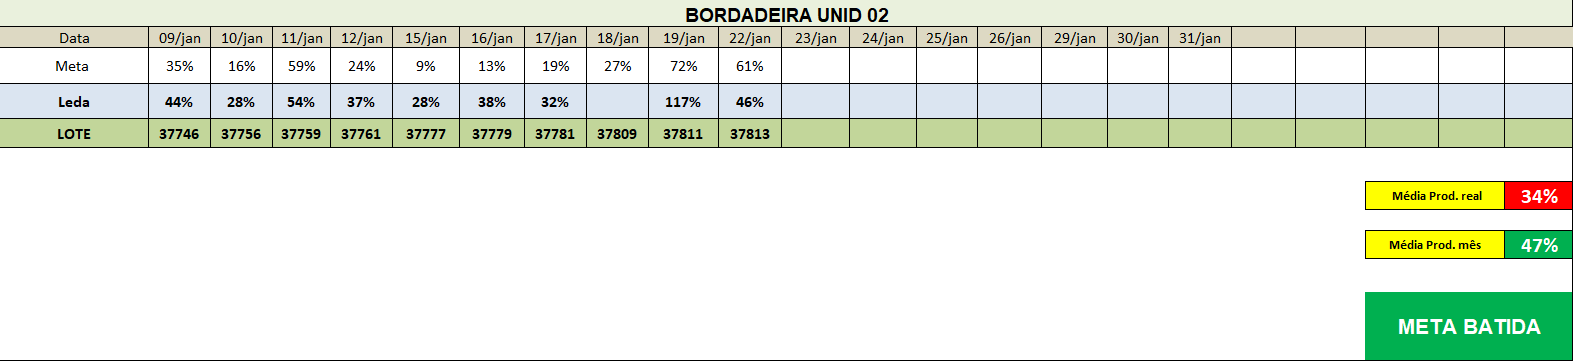 BORDADEIRA UNID 02
Data 09/jan 10/jan 11/jan 12/jan 15/jan 16/jan 17/jan 18/jan 19/jan 22/jan 23/jan 24/jan 25/jan 26/jan 29/jan 30/jan 31/jan
Meta 35% 16% 59% 24% 9% 13% 19% 27% 72% 61%
Leda 44% 28% 54% 37% 28% 38% 32% 117% 46%
LOTE 37746 37756 37759 37761 37777 37779 37781 37809 37811 37813
Média Prod. real 34%
Média Prod. mês 47%
META BATIDA